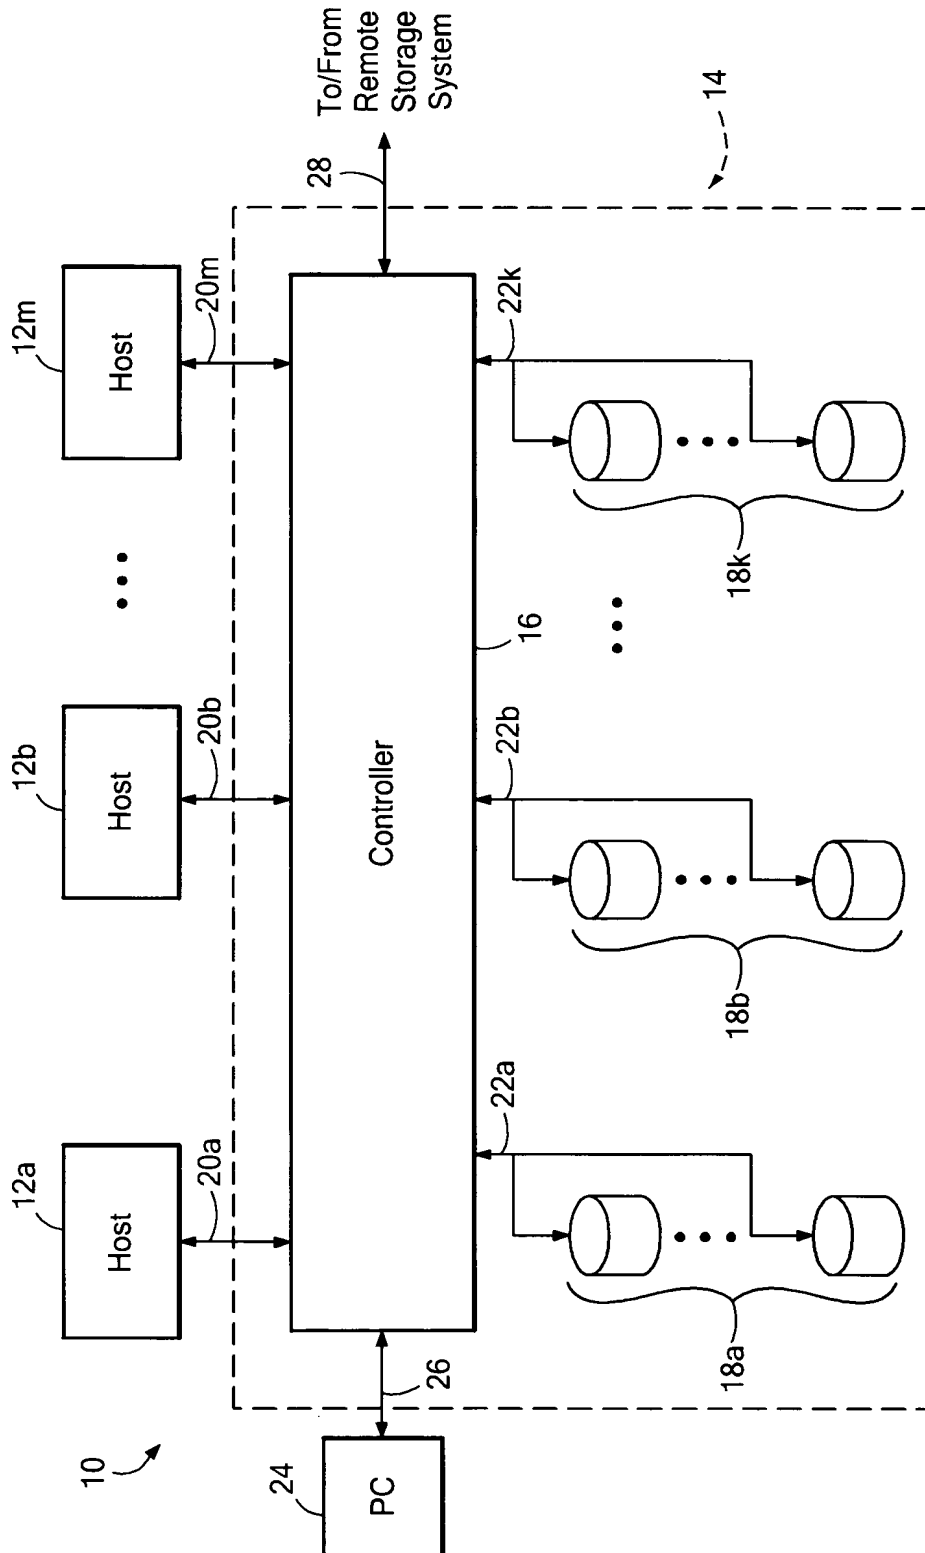 10
12a
Host
12b
Host
• • •
12m
Host
20a
20b
20m
24
PC
26
Controller
16
28
To/From
Remote
Storage
System
14
22a
22b
22k
18a
18b
• • •
18k